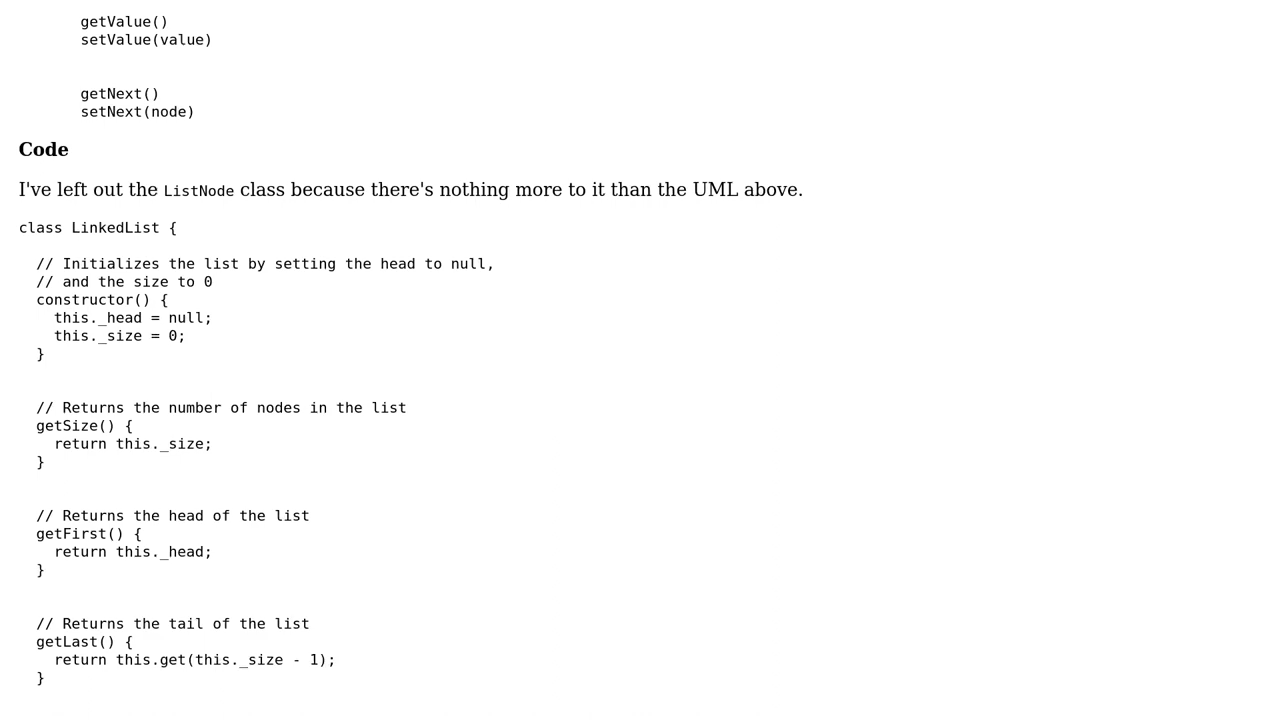 getValue()
setValue(value)
getNext()
setNext(node)
Code
I've left out the ListNode class because there's nothing more to it than the UML above.
class LinkedList {
// Initializes the list by setting the head to null,
// and the size to 0
constructor() {
this._head = null;
this._size = 0;
}
// Returns the number of nodes in the list
getSize() {
return this._size;
}
// Returns the head of the list
getFirst() {
return this._head;
}
// Returns the tail of the list
getLast() {
return this.get(this._size - 1);
}